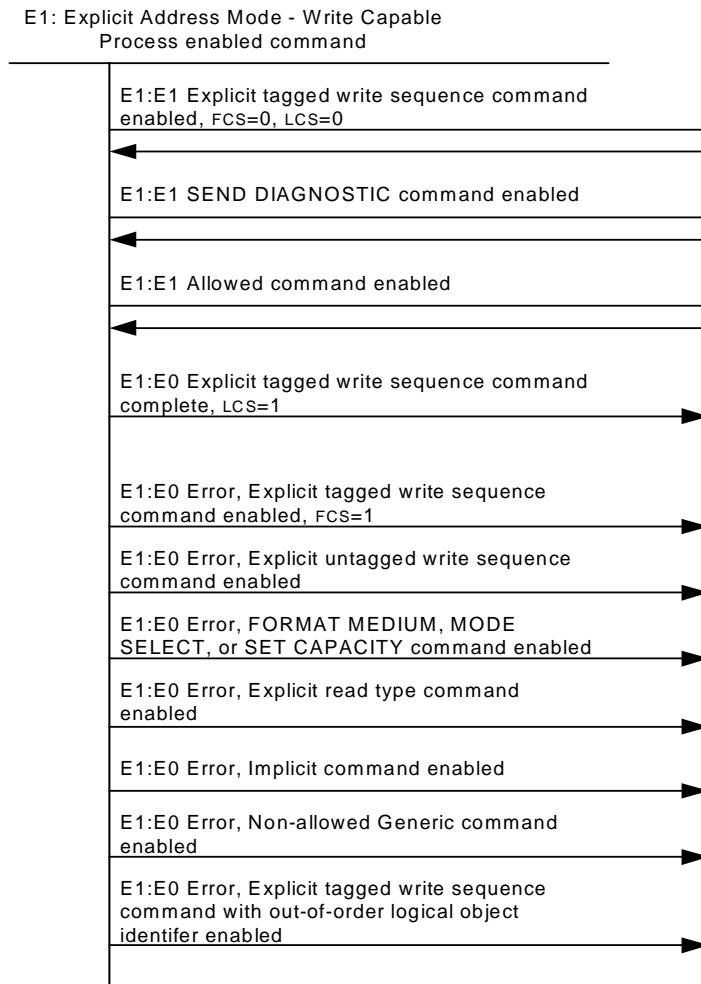 E1: Explicit Address Mode - Write Capable
Process enabled command
E1:E1 Explicit tagged write sequence command
enabled, FCS=0, LCS=0
E1:E1 SEND DIAGNOSTIC command enabled
E1:E1 Allowed command enabled
E1:E0 Explicit tagged write sequence command
complete, LCS=1
E1:E0 Error, Explicit tagged write sequence
command enabled, FCS=1
E1:E0 Error, Explicit untagged write sequence
command enabled
E1:E0 Error, FORMAT MEDIUM, MODE
SELECT, or SET CAPACITY command enabled
E1:E0 Error, Explicit read type command
enabled
E1:E0 Error, Implicit command enabled
E1:E0 Error, Non-allowed Generic command
enabled
E1:E0 Error, Explicit tagged write sequence
command with out-of-order logical object
identifer enabled